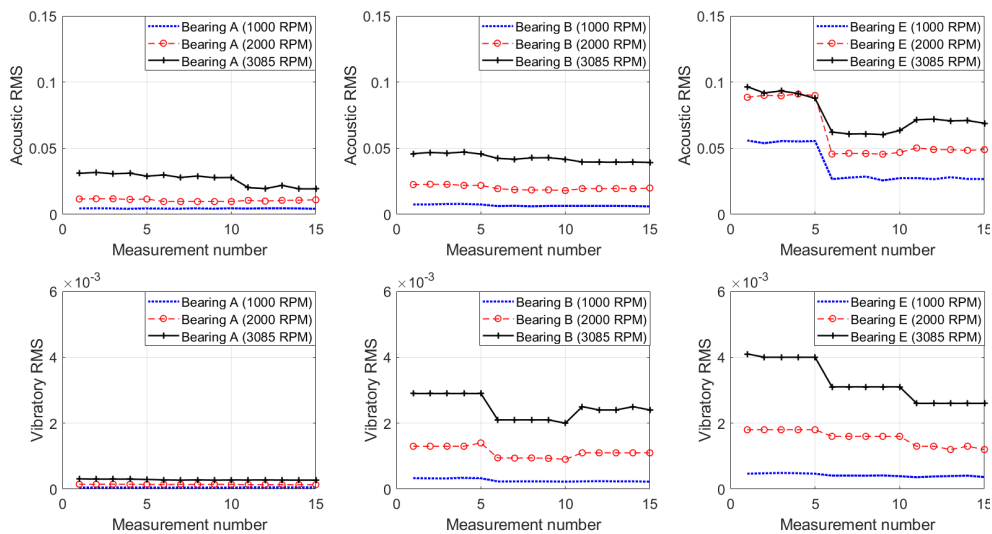 Acoustic RMS
0.15
0.1
0.05
0
Bearing A (1000 RPM)
Bearing A (2000 RPM)
Bearing A (3085 RPM)
0 5 10 15
Measurement number
Acoustic RMS
0.15
0.1
0.05
0
Bearing B (1000 RPM)
Bearing B (2000 RPM)
Bearing B (3085 RPM)
0 5 10 15
Measurement number
Acoustic RMS
0.15
0.1
0.05
0
Bearing E (1000 RPM)
Bearing E (2000 RPM)
Bearing E (3085 RPM)
0 5 10 15
Measurement number
Vibratory RMS
× 10⁻³
6
4
2
0
Bearing A (1000 RPM)
Bearing A (2000 RPM)
Bearing A (3085 RPM)
0 5 10 15
Measurement number
Vibratory RMS
× 10⁻³
6
4
2
0
Bearing B (1000 RPM)
Bearing B (2000 RPM)
Bearing B (3085 RPM)
0 5 10 15
Measurement number
Vibratory RMS
× 10⁻³
6
4
2
0
Bearing E (1000 RPM)
Bearing E (2000 RPM)
Bearing E (3085 RPM)
0 5 10 15
Measurement number